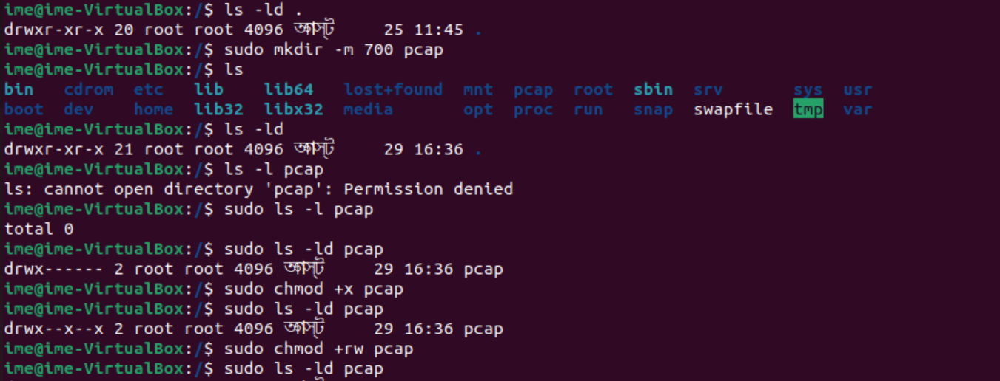 ime@ime-VirtualBox:/$ ls -ld .
drwxr-xr-x 20 root root 4096 আগস্ট 25 11:45 .
ime@ime-VirtualBox:/$ sudo mkdir -m 700 pcap
ime@ime-VirtualBox:/$ ls
bin cdrom etc lib lib64 lost+found mnt pcap root sbin srv sys usr
boot dev home lib32 libx32 media opt proc run snap swapfile tmp var
ime@ime-VirtualBox:/$ ls -ld
drwxr-xr-x 21 root root 4096 আগস্ট 29 16:36 .
ime@ime-VirtualBox:/$ ls -l pcap
ls: cannot open directory 'pcap': Permission denied
ime@ime-VirtualBox:/$ sudo ls -l pcap
total 0
ime@ime-VirtualBox:/$ sudo ls -ld pcap
drwx------ 2 root root 4096 আগস্ট 29 16:36 pcap
ime@ime-VirtualBox:/$ sudo chmod +x pcap
ime@ime-VirtualBox:/$ sudo ls -ld pcap
drwx--x--x 2 root root 4096 আগস্ট 29 16:36 pcap
ime@ime-VirtualBox:/$ sudo chmod +rw pcap
ime@ime-VirtualBox:/$ sudo ls -ld pcap